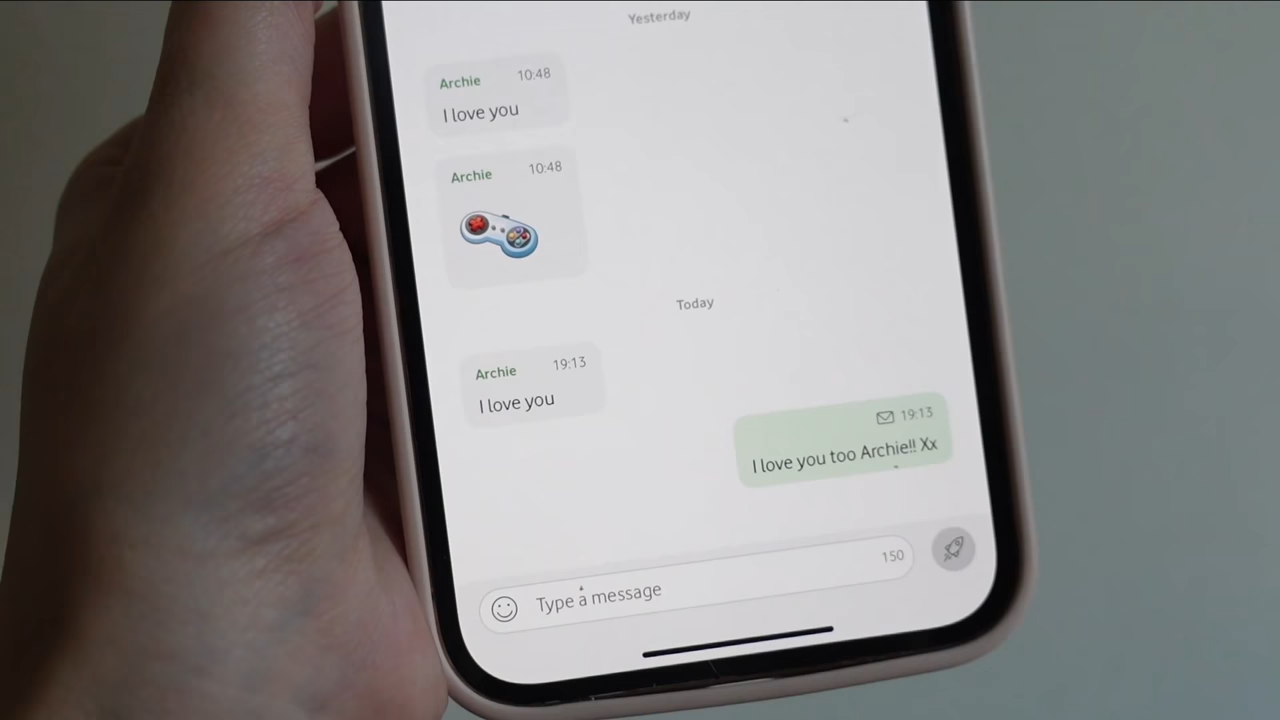 Yesterday
Archie 10:48
I love you
Archie 10:48
Today
Archie 19:13
I love you
19:13
I love you too Archie!! Xx
Type a message 150